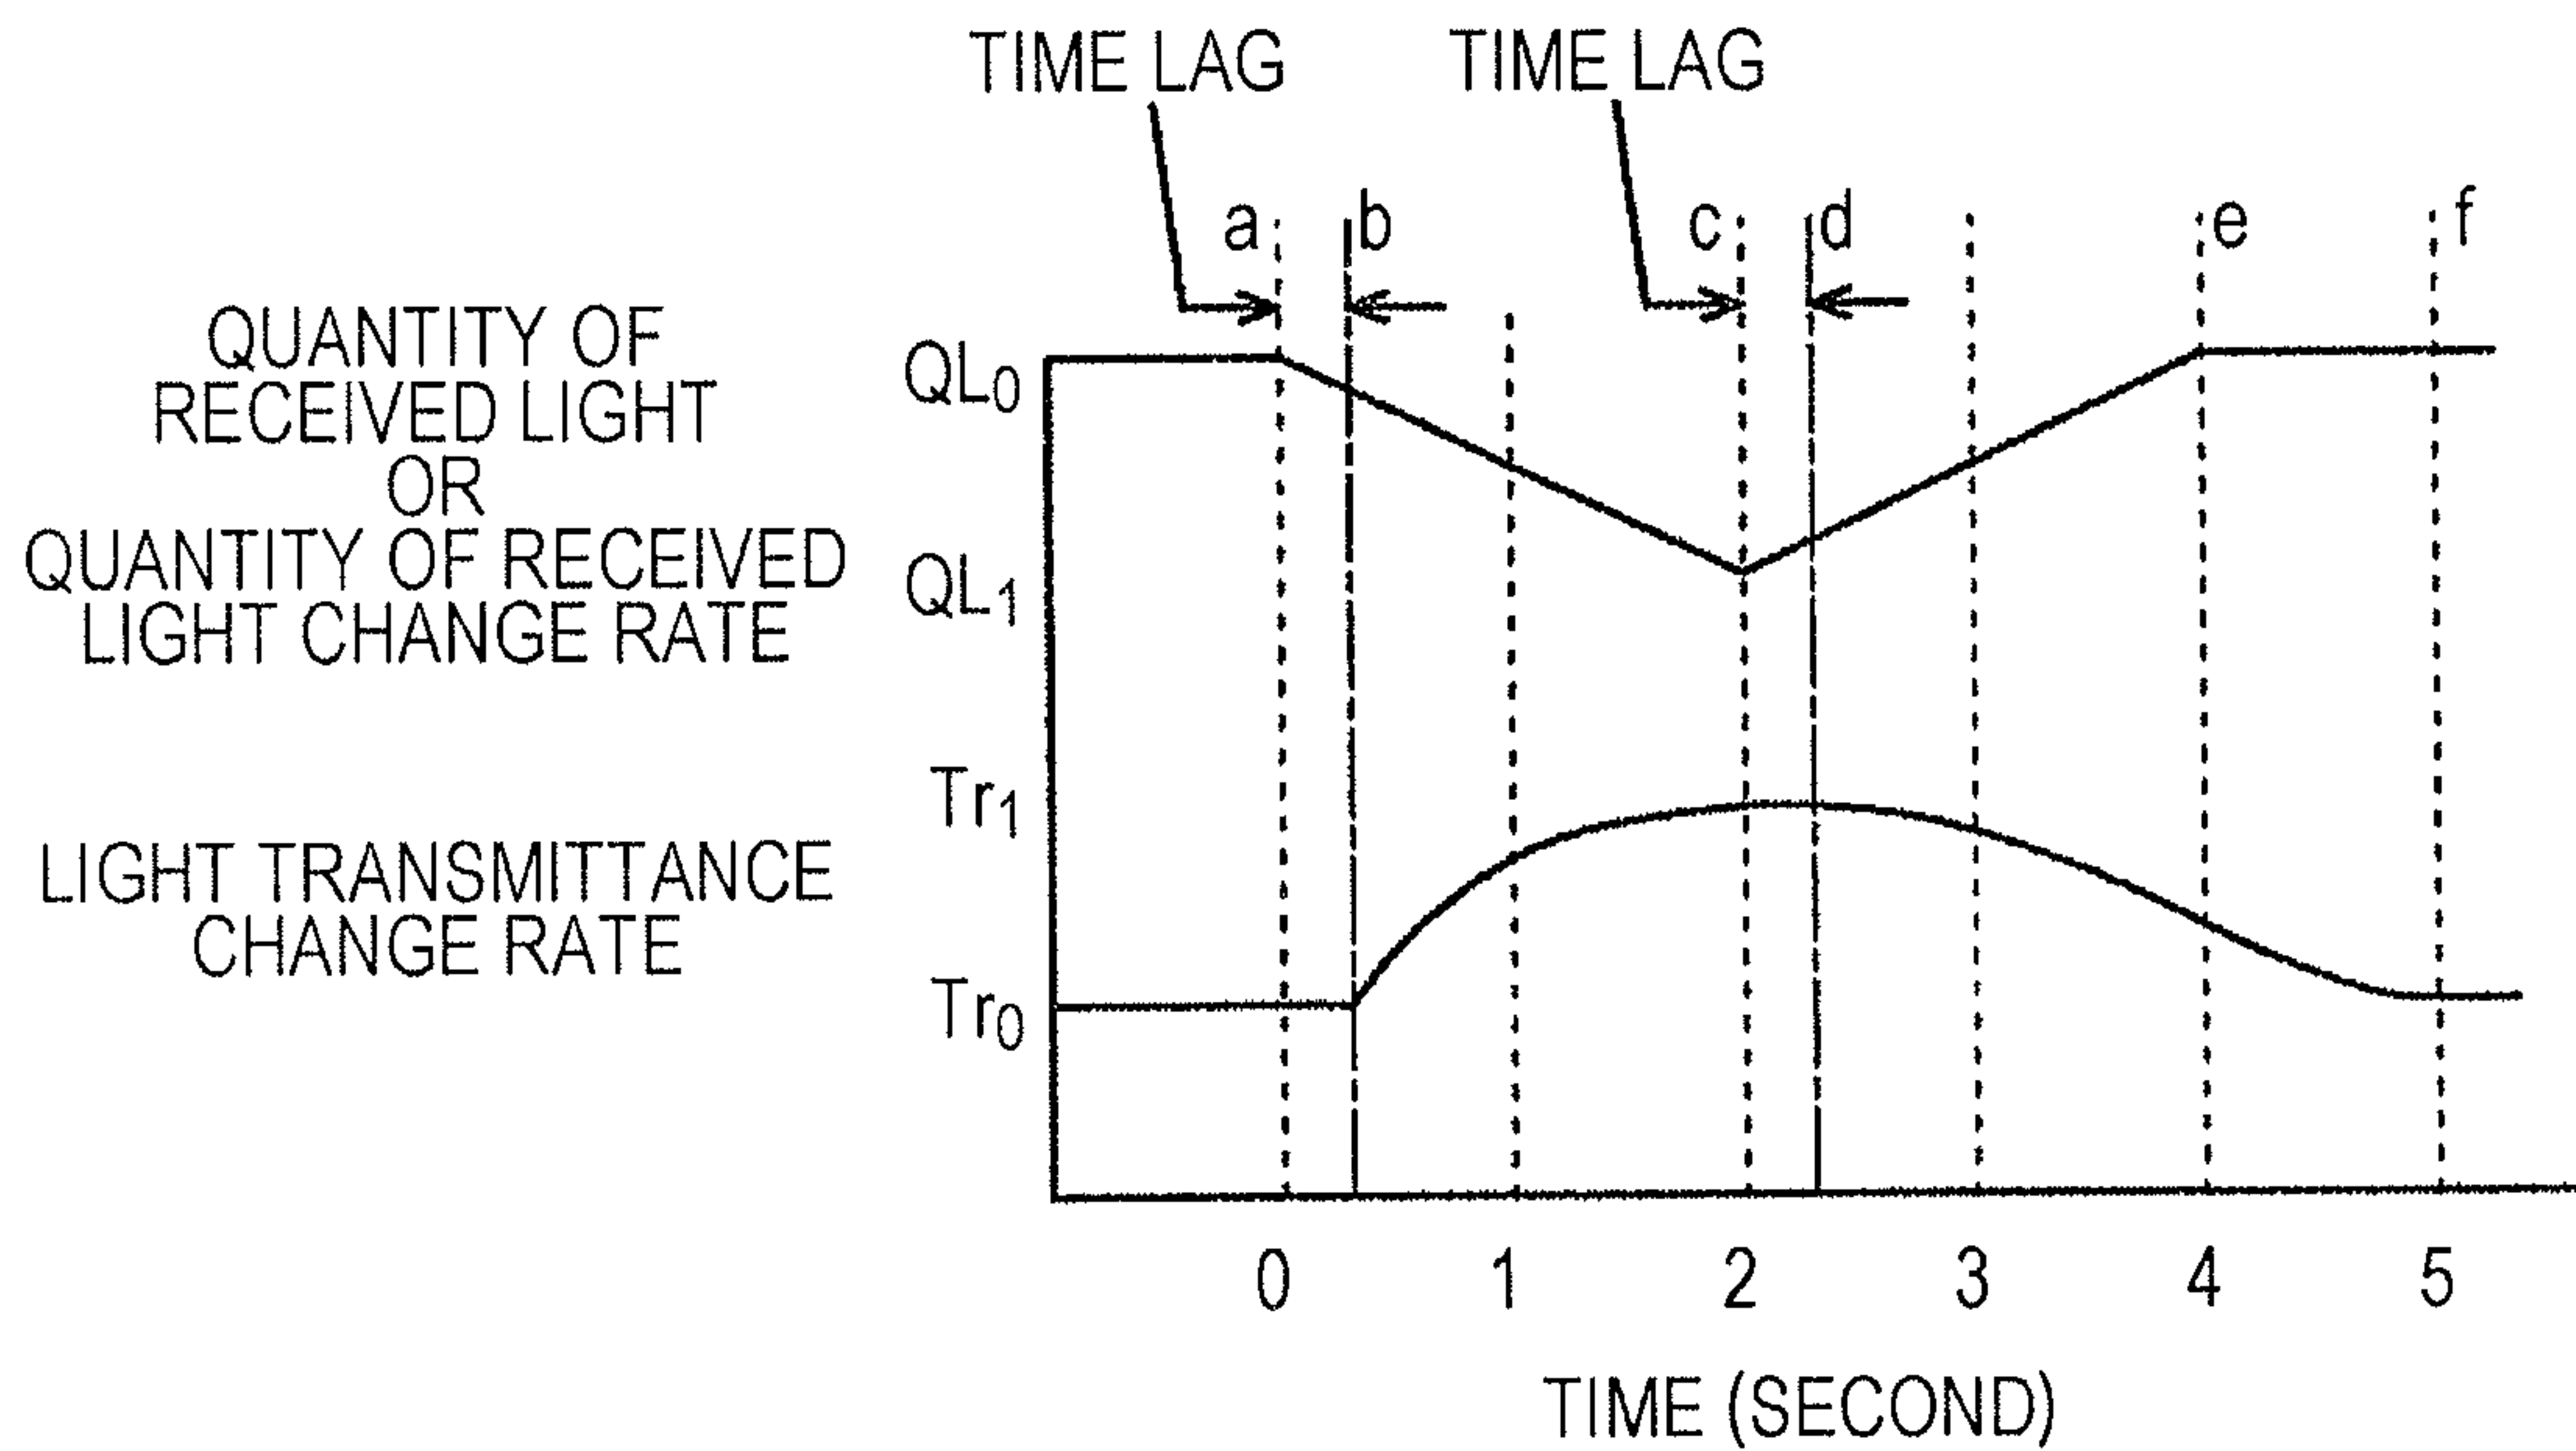 TIME LAG TIME LAG
a b c d e f
QUANTITY OF
RECEIVED LIGHT
OR
QUANTITY OF RECEIVED
LIGHT CHANGE RATE
QL0
QL1
LIGHT TRANSMITTANCE
CHANGE RATE
Tr1
Tr0
0 1 2 3 4 5
TIME (SECOND)